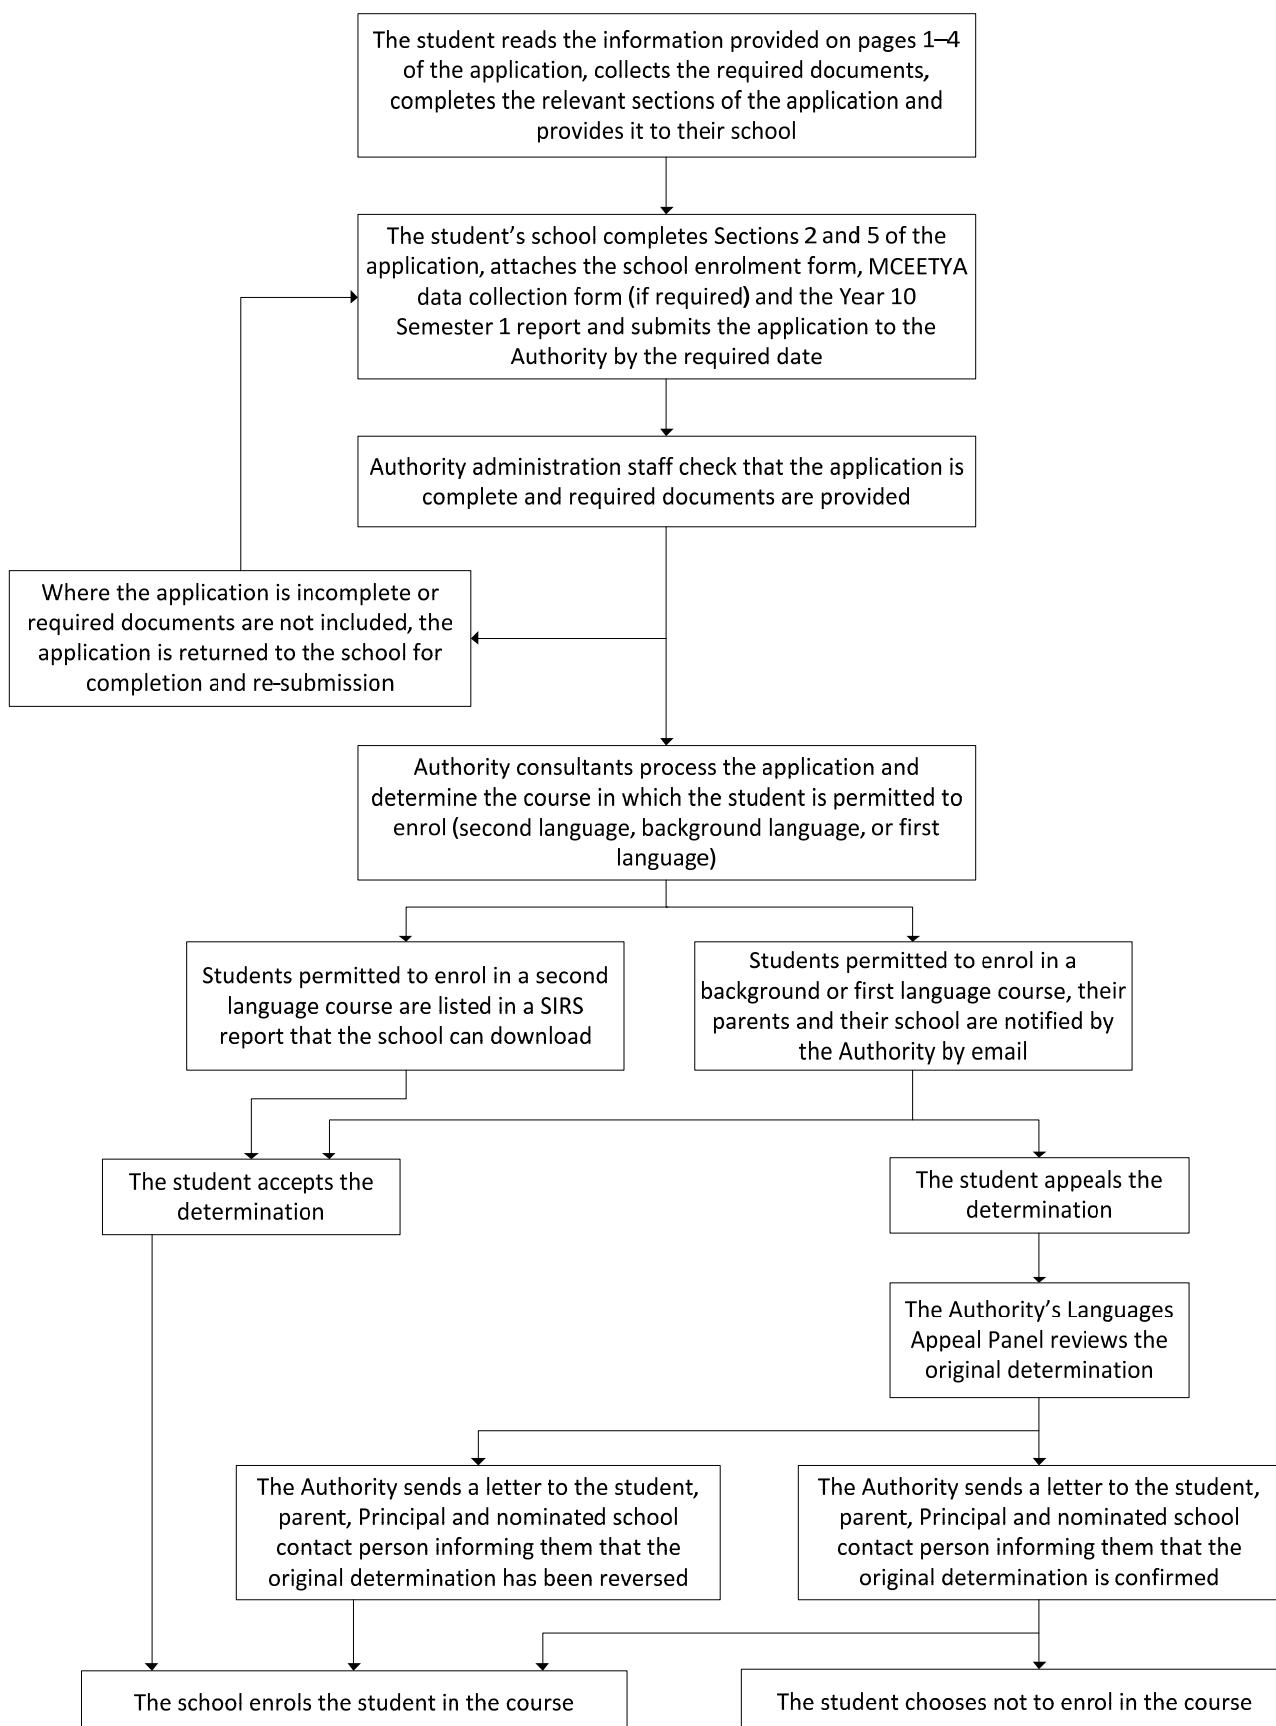 The student reads the information provided on pages 1–4
of the application, collects the required documents,
completes the relevant sections of the application and
provides it to their school
The student’s school completes Sections 2 and 5 of the
application, attaches the school enrolment form, MCEETYA
data collection form (if required) and the Year 10
Semester 1 report and submits the application to the
Authority by the required date
Authority administration staff check that the application is
complete and required documents are provided
Where the application is incomplete or
required documents are not included, the
application is returned to the school for
completion and re-submission
Authority consultants process the application and
determine the course in which the student is permitted to
enrol (second language, background language, or first
language)
Students permitted to enrol in a second
language course are listed in a SIRS
report that the school can download
Students permitted to enrol in a
background or first language course, their
parents and their school are notified by
the Authority by email
The student accepts the
determination
The student appeals the
determination
The Authority’s Languages
Appeal Panel reviews the
original determination
The Authority sends a letter to the student,
parent, Principal and nominated school
contact person informing them that the
original determination has been reversed
The Authority sends a letter to the student,
parent, Principal and nominated school
contact person informing them that the
original determination is confirmed
The school enrols the student in the course
The student chooses not to enrol in the course